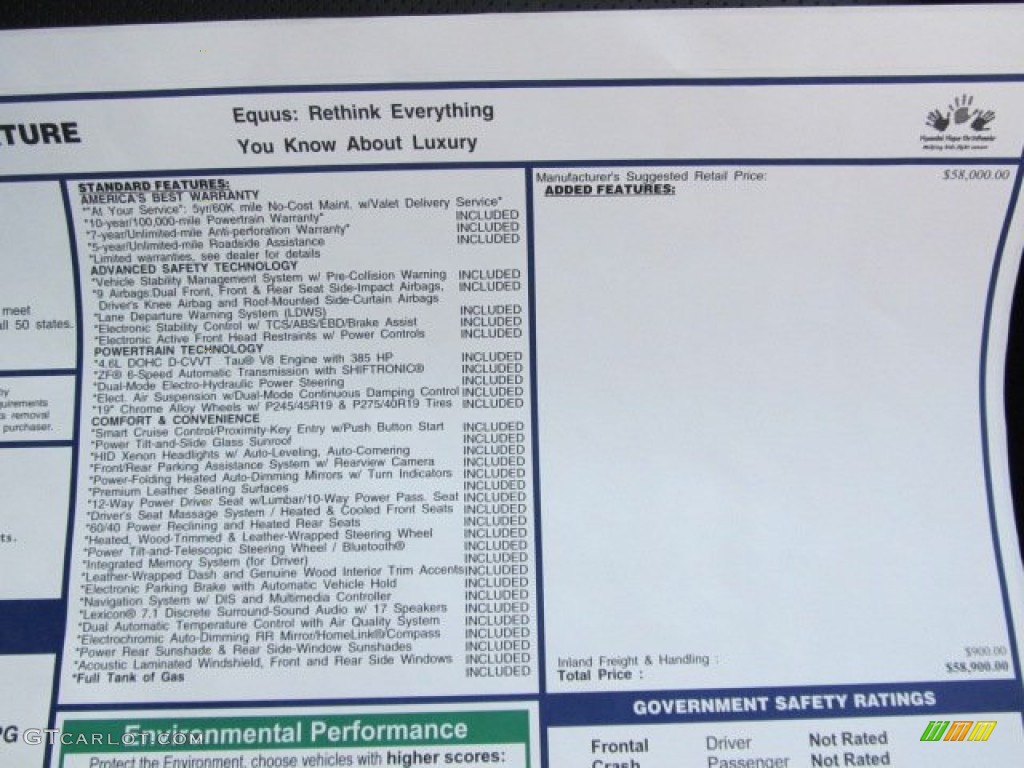 TURE
Equus: Rethink Everything
You Know About Luxury
meet
all 50 states.
by
quirements
s removal
purchaser.
ts.
PG
STANDARD FEATURES:
AMERICA'S BEST WARRANTY
*"At Your Service": 5yr/60K mile No-Cost Maint. w/Valet Delivery Service*
*10-year/100,000-mile Powertrain Warranty* INCLUDED
*7-year/Unlimited-mile Anti-perforation Warranty* INCLUDED
*5-year/Unlimited-mile Roadside Assistance INCLUDED
*Limited warranties, see dealer for details
ADVANCED SAFETY TECHNOLOGY
*Vehicle Stability Management System w/ Pre-Collision Warning INCLUDED
*9 Airbags:Dual Front, Front & Rear Seat Side-Impact Airbags, INCLUDED
Driver's Knee Airbag and Roof-Mounted Side-Curtain Airbags
*Lane Departure Warning System (LDWS) INCLUDED
*Electronic Stability Control w/ TCS/ABS/EBD/Brake Assist INCLUDED
*Electronic Active Front Head Restraints w/ Power Controls INCLUDED
POWERTRAIN TECHNOLOGY
*4.6L DOHC D-CVVT Tau® V8 Engine with 385 HP INCLUDED
*ZF® 6-Speed Automatic Transmission with SHIFTRONIC® INCLUDED
*Dual-Mode Electro-Hydraulic Power Steering INCLUDED
*Elect. Air Suspension w/Dual-Mode Continuous Damping Control INCLUDED
*19" Chrome Alloy Wheels w/ P245/45R19 & P275/40R19 Tires INCLUDED
COMFORT & CONVENIENCE
*Smart Cruise Control/Proximity-Key Entry w/Push Button Start INCLUDED
*Power Tilt-and-Slide Glass Sunroof INCLUDED
*HID Xenon Headlights w/ Auto-Leveling, Auto-Cornering INCLUDED
*Front/Rear Parking Assistance System w/ Rearview Camera INCLUDED
*Power-Folding Heated Auto-Dimming Mirrors w/ Turn Indicators INCLUDED
*Premium Leather Seating Surfaces INCLUDED
*12-Way Power Driver Seat w/Lumbar/10-Way Power Pass. Seat INCLUDED
*Driver's Seat Massage System / Heated & Cooled Front Seats INCLUDED
*60/40 Power Reclining and Heated Rear Seats INCLUDED
*Heated, Wood-Trimmed & Leather-Wrapped Steering Wheel INCLUDED
*Power Tilt-and-Telescopic Steering Wheel / Bluetooth® INCLUDED
*Integrated Memory System (for Driver) INCLUDED
*Leather-Wrapped Dash and Genuine Wood Interior Trim Accents INCLUDED
*Electronic Parking Brake with Automatic Vehicle Hold INCLUDED
*Navigation System w/ DIS and Multimedia Controller INCLUDED
*Lexicon® 7.1 Discrete Surround-Sound Audio w/ 17 Speakers INCLUDED
*Dual Automatic Temperature Control with Air Quality System INCLUDED
*Electrochromic Auto-Dimming RR Mirror/HomeLink®/Compass INCLUDED
*Power Rear Sunshade & Rear Side-Window Sunshades INCLUDED
*Acoustic Laminated Windshield, Front and Rear Side Windows INCLUDED
*Full Tank of Gas INCLUDED
Manufacturer's Suggested Retail Price: $58,000.00
ADDED FEATURES:
Inland Freight & Handling : $900.00
Total Price : $58,900.00
Environmental Performance
Protect the Environment, choose vehicles with higher scores:
GOVERNMENT SAFETY RATINGS
Frontal Driver Not Rated
Crash Passenger Not Rated
GTCARLOT.COM